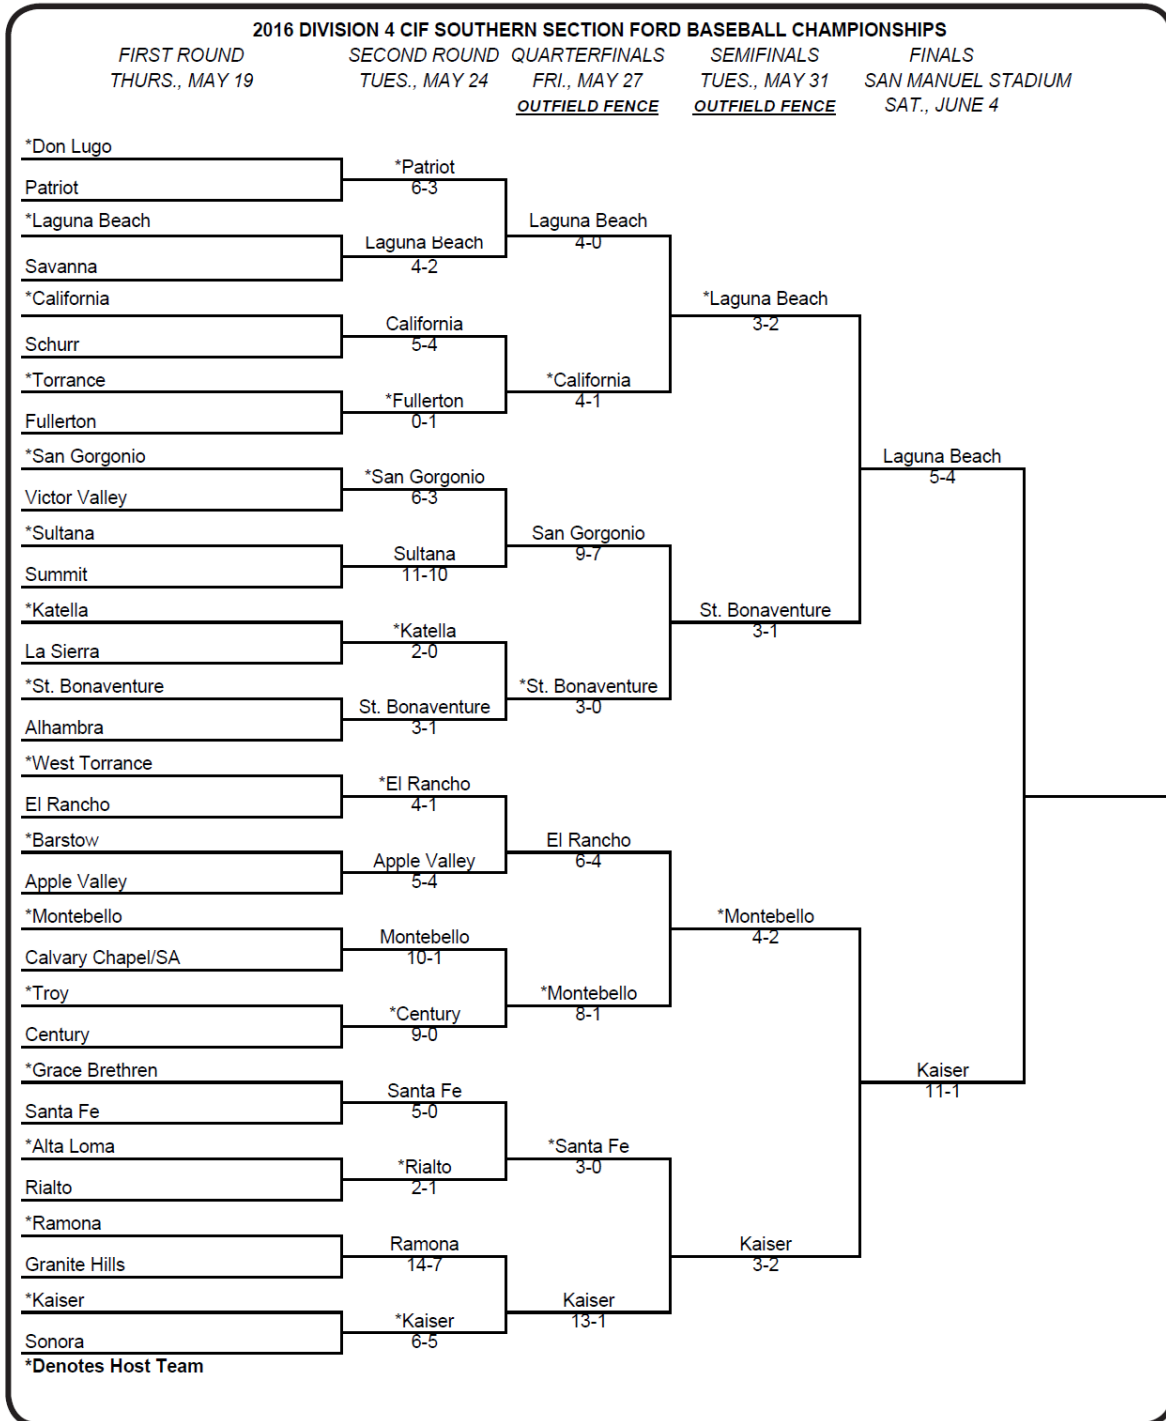 2016 DIVISION 4 CIF SOUTHERN SECTION FORD BASEBALL CHAMPIONSHIPS
FIRST ROUND SECOND ROUND QUARTERFINALS SEMIFINALS FINALS
THURS., MAY 19 TUES., MAY 24 FRI., MAY 27 TUES., MAY 31 SAN MANUEL STADIUM
OUTFIELD FENCE OUTFIELD FENCE SAT., JUNE 4
*Don Lugo
*Patriot
6-3
Patriot
*Laguna Beach
Laguna Beach
4-0
Laguna Beach
4-2
Savanna
*California
*Laguna Beach
3-2
California
5-4
Schurr
*Torrance
*California
4-1
*Fullerton
0-1
Fullerton
*San Gorgonio
Laguna Beach
5-4
*San Gorgonio
6-3
Victor Valley
*Sultana
San Gorgonio
9-7
Sultana
11-10
Summit
*Katella
St. Bonaventure
3-1
*Katella
2-0
La Sierra
*St. Bonaventure
*St. Bonaventure
3-0
St. Bonaventure
3-1
Alhambra
*West Torrance
*El Rancho
4-1
El Rancho
*Barstow
El Rancho
6-4
Apple Valley
5-4
Apple Valley
*Montebello
*Montebello
4-2
Montebello
10-1
Calvary Chapel/SA
*Troy
*Montebello
8-1
*Century
9-0
Century
*Grace Brethren
Kaiser
11-1
Santa Fe
5-0
Santa Fe
*Alta Loma
*Santa Fe
3-0
*Rialto
2-1
Rialto
*Ramona
Ramona
14-7
Kaiser
3-2
Granite Hills
*Kaiser
Kaiser
13-1
*Kaiser
6-5
Sonora
*Denotes Host Team